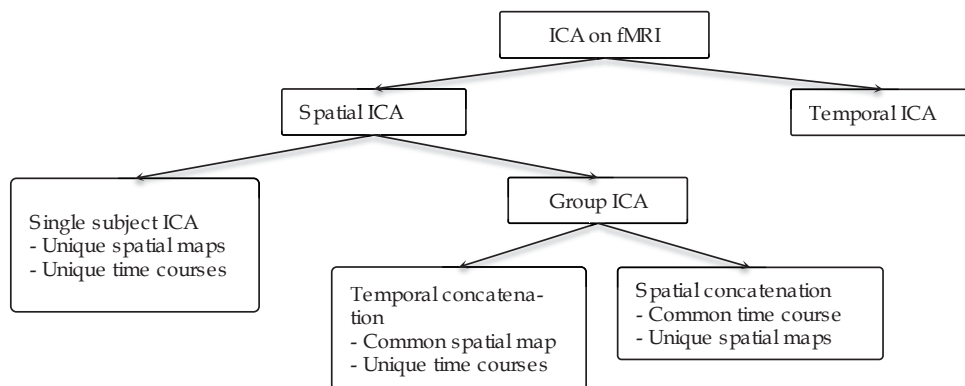 ICA on fMRI
Spatial ICA
Temporal ICA
Single subject ICA
- Unique spatial maps
- Unique time courses
Group ICA
Temporal concatena-
tion
- Common spatial map
- Unique time courses
Spatial concatenation
- Common time course
- Unique spatial maps